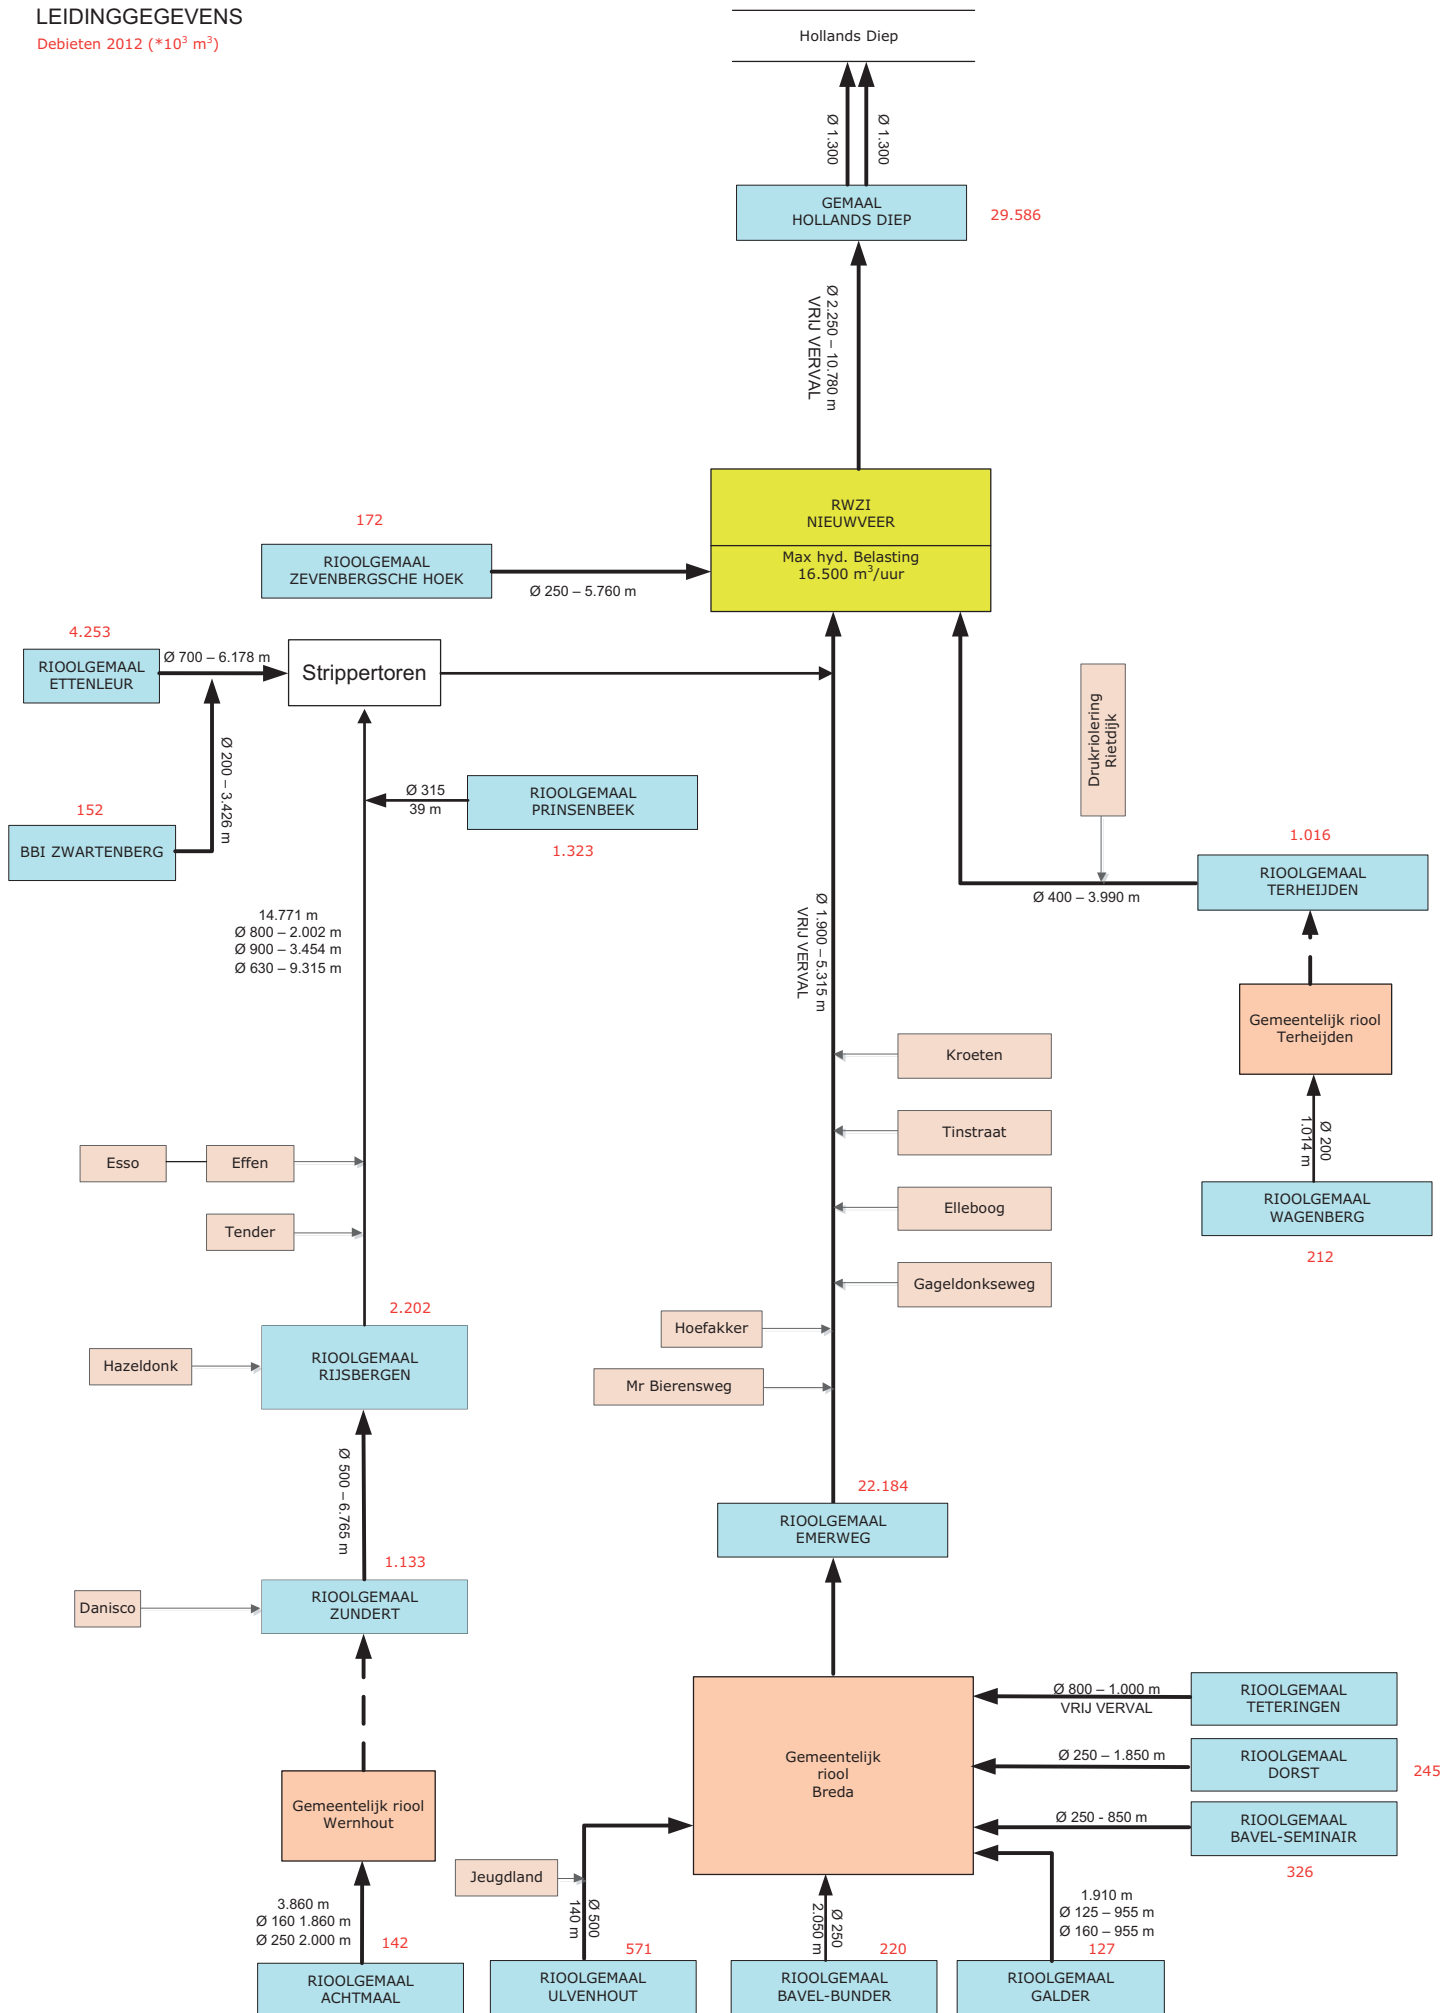 LEIDINGGEGEVENS
Debieten 2012 (*10³ m³)
Hollands Diep
Ø 1.300
Ø 1.300
GEMAAL
HOLLANDS DIEP
29.586
Ø 2.250 – 10.780 m
VRIJ VERVAL
RWZI
NIEUWVEER
Max hyd. Belasting
16.500 m³/uur
172
RIOOLGEMAAL
ZEVENBERGSCHE HOEK
Ø 250 – 5.760 m
4.253
RIOOLGEMAAL
ETTENLEUR
Ø 700 – 6.178 m
Strippertoren
Ø 200 – 3.426 m
152
BBI ZWARTENBERG
Ø 315
39 m
RIOOLGEMAAL
PRINSENBEEK
1.323
Drukriolering
Rietdijk
1.016
RIOOLGEMAAL
TERHEIJDEN
Ø 400 – 3.990 m
14.771 m
Ø 800 – 2.002 m
Ø 900 – 3.454 m
Ø 630 – 9.315 m
Ø 1.900 – 5.315 m
VRIJ VERVAL
Gemeentelijk riool
Terheijden
Kroeten
Tinstraat
Ø 200
1.014 m
Esso
Effen
Elleboog
RIOOLGEMAAL
WAGENBERG
212
Tender
Gageldonkseweg
2.202
Hoefakker
RIOOLGEMAAL
RIJSBERGEN
Hazeldonk
Mr Bierensweg
Ø 500 – 6.765 m
22.184
RIOOLGEMAAL
EMERWEG
1.133
RIOOLGEMAAL
ZUNDERT
Danisco
Ø 800 – 1.000 m
VRIJ VERVAL
RIOOLGEMAAL
TETERINGEN
Gemeentelijk
riool
Breda
Ø 250 – 1.850 m
RIOOLGEMAAL
DORST
245
Gemeentelijk riool
Wernhout
Ø 250 - 850 m
RIOOLGEMAAL
BAVEL-SEMINAIR
326
Jeugdland
3.860 m
Ø 160 1.860 m
Ø 250 2.000 m
142
RIOOLGEMAAL
ACHTMAAL
Ø 500
140 m
571
RIOOLGEMAAL
ULVENHOUT
Ø 250
2.050 m
220
RIOOLGEMAAL
BAVEL-BUNDER
1.910 m
Ø 125 – 955 m
Ø 160 – 955 m
127
RIOOLGEMAAL
GALDER